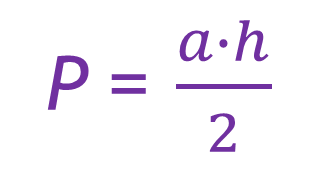 P = a·h
2